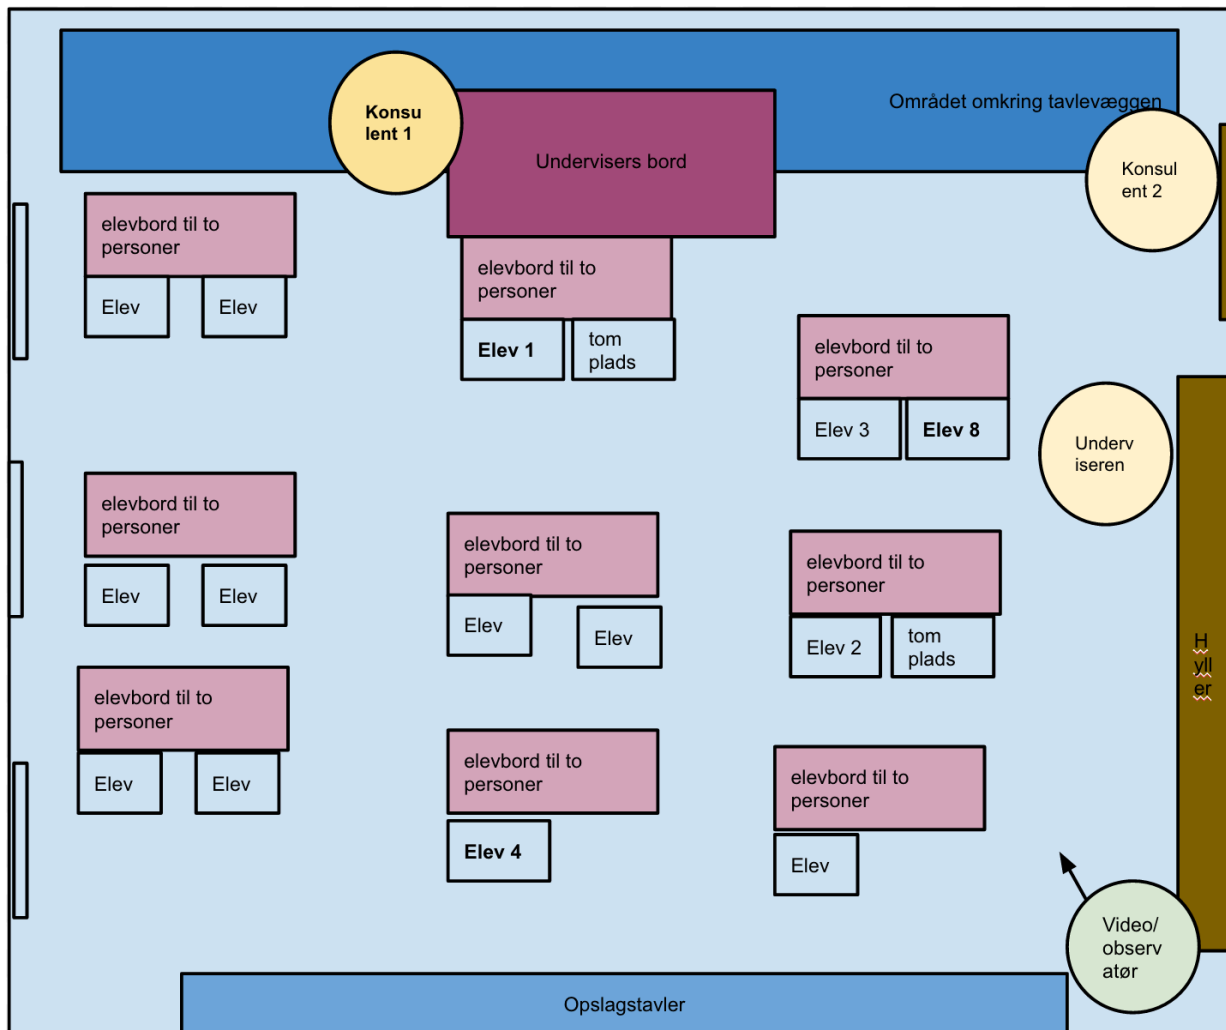 Området omkring tavlevæggen
Konsu
lent 1
Undervisers bord
Konsul
ent 2
elevbord til to
personer
Elev
Elev
elevbord til to
personer
Elev 1
tom
plads
elevbord til to
personer
Elev 3
Elev 8
Underv
iseren
elevbord til to
personer
Elev
Elev
elevbord til to
personer
Elev
Elev
elevbord til to
personer
Elev 2
tom
plads
H
yll
er
elevbord til to
personer
Elev
Elev
elevbord til to
personer
Elev 4
elevbord til to
personer
Elev
Video/
observ
atør
Opslagstavler